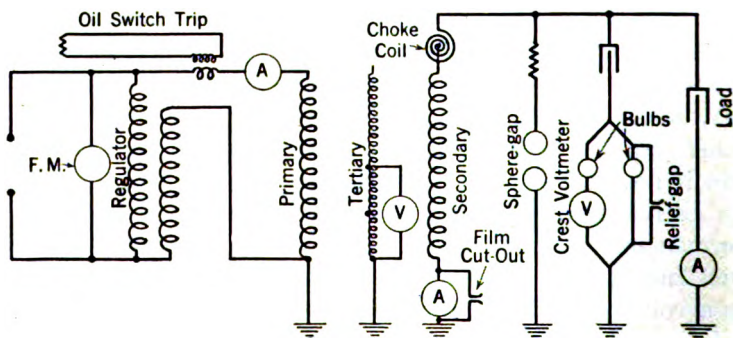 Oil Switch Trip
A
F. M.
Regulator
Primary
Tertiary
V
Choke
Coil
Secondary
Film
Cut-Out
A
Sphere-gap
Crest Voltmeter
V
Bulbs
Relief-gap
Load
A